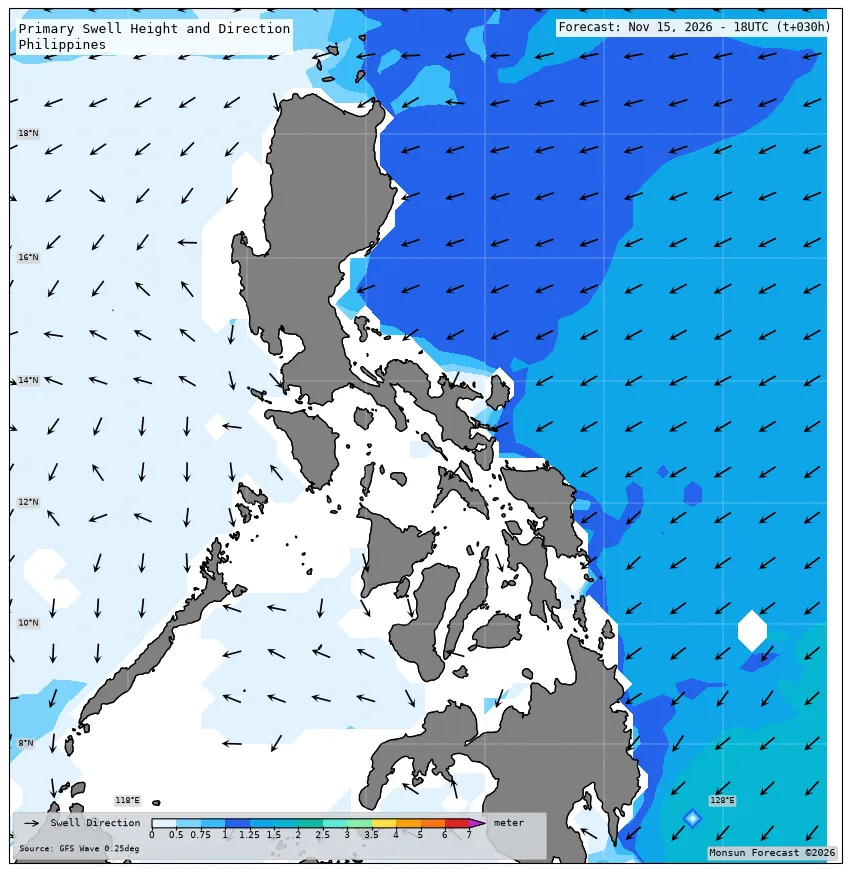 Primary Swell Height and Direction
Philippines
Forecast: Nov 15, 2026 - 18UTC (t+030h)
18°N
16°N
14°N
12°N
10°N
8°N
118°E
128°E
Swell Direction
0 0.5 0.75 1 1.25 1.5 2 2.5 3 3.5 4 5 6 7
meter
Source: GFS Wave 0.25deg
Monsun Forecast ©2026